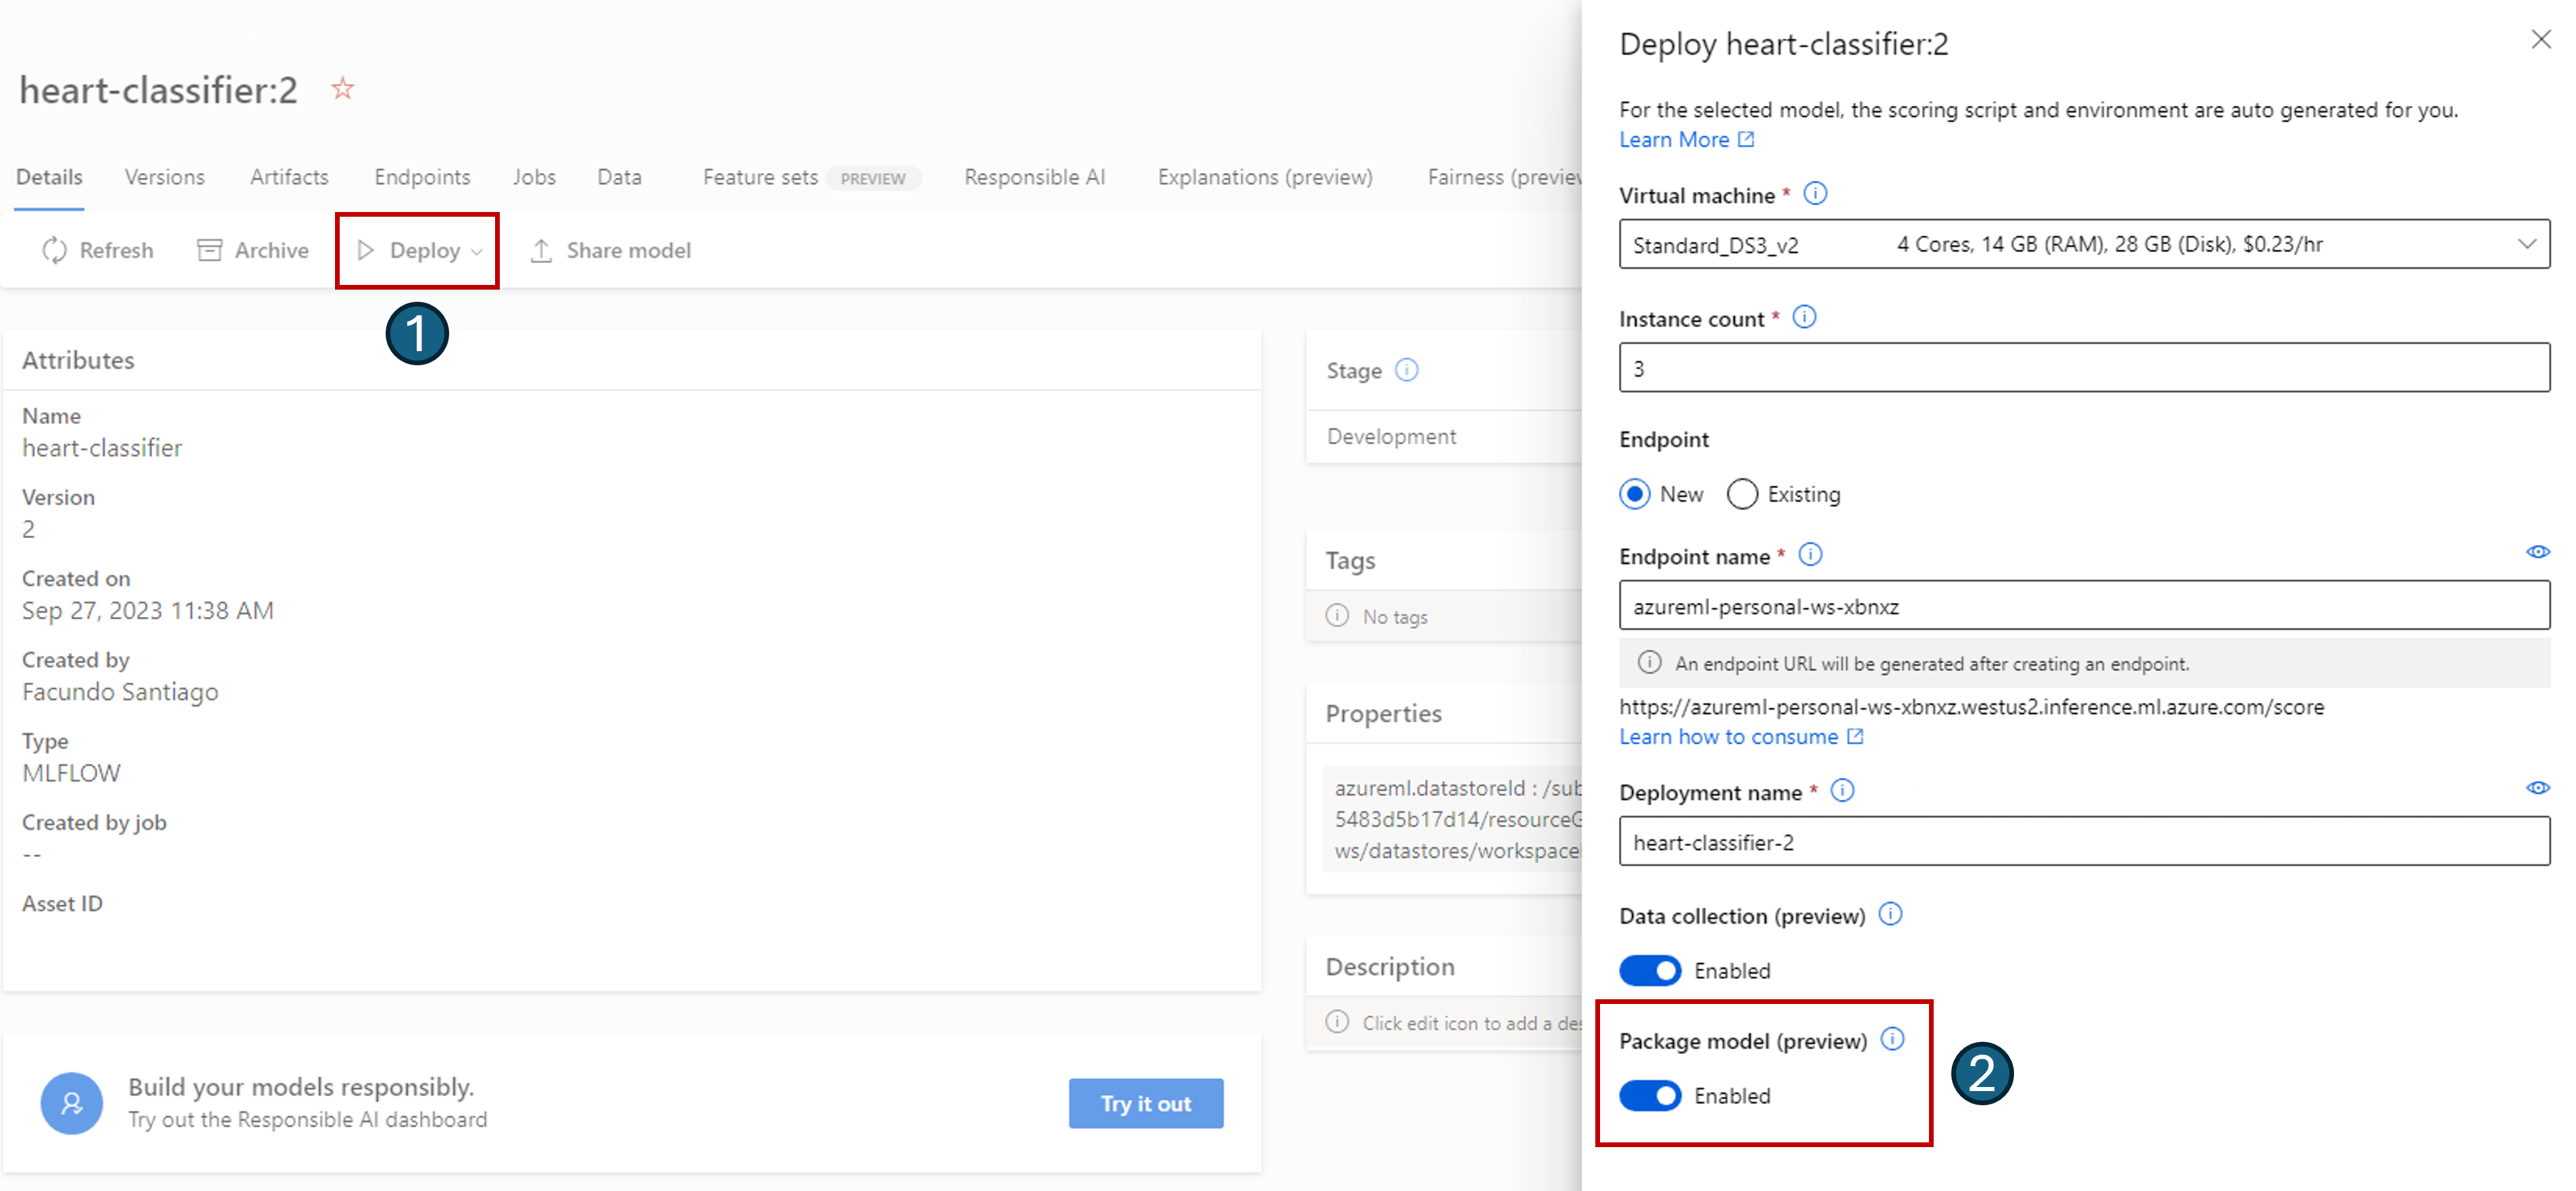 heart-classifier:2
Details Versions Artifacts Endpoints Jobs Data Feature sets PREVIEW Responsible AI Explanations (preview) Fairness
Refresh Archive Deploy Share model
1
Attributes
Name
heart-classifier
Version
2
Created on
Sep 27, 2023 11:38 AM
Created by
Facundo Santiago
Type
MLFLOW
Created by job
--
Asset ID
Build your models responsibly.
Try out the Responsible AI dashboard
Try it out
Stage
Development
Tags
No tags
Properties
azureml.datastoreId : /sub
5483d5b17d14/resource
ws/datastores/workspace
Description
Click edit icon to add a
Deploy heart-classifier:2
For the selected model, the scoring script and environment are auto generated for you.
Learn More
Virtual machine *
Standard_DS3_v2 4 Cores, 14 GB (RAM), 28 GB (Disk), $0.23/hr
Instance count *
3
Endpoint
New Existing
Endpoint name *
azureml-personal-ws-xbnxz
An endpoint URL will be generated after creating an endpoint.
https://azureml-personal-ws-xbnxz.westus2.inference.ml.azure.com/score
Learn how to consume
Deployment name *
heart-classifier-2
Data collection (preview)
Enabled
Package model (preview)
Enabled
2